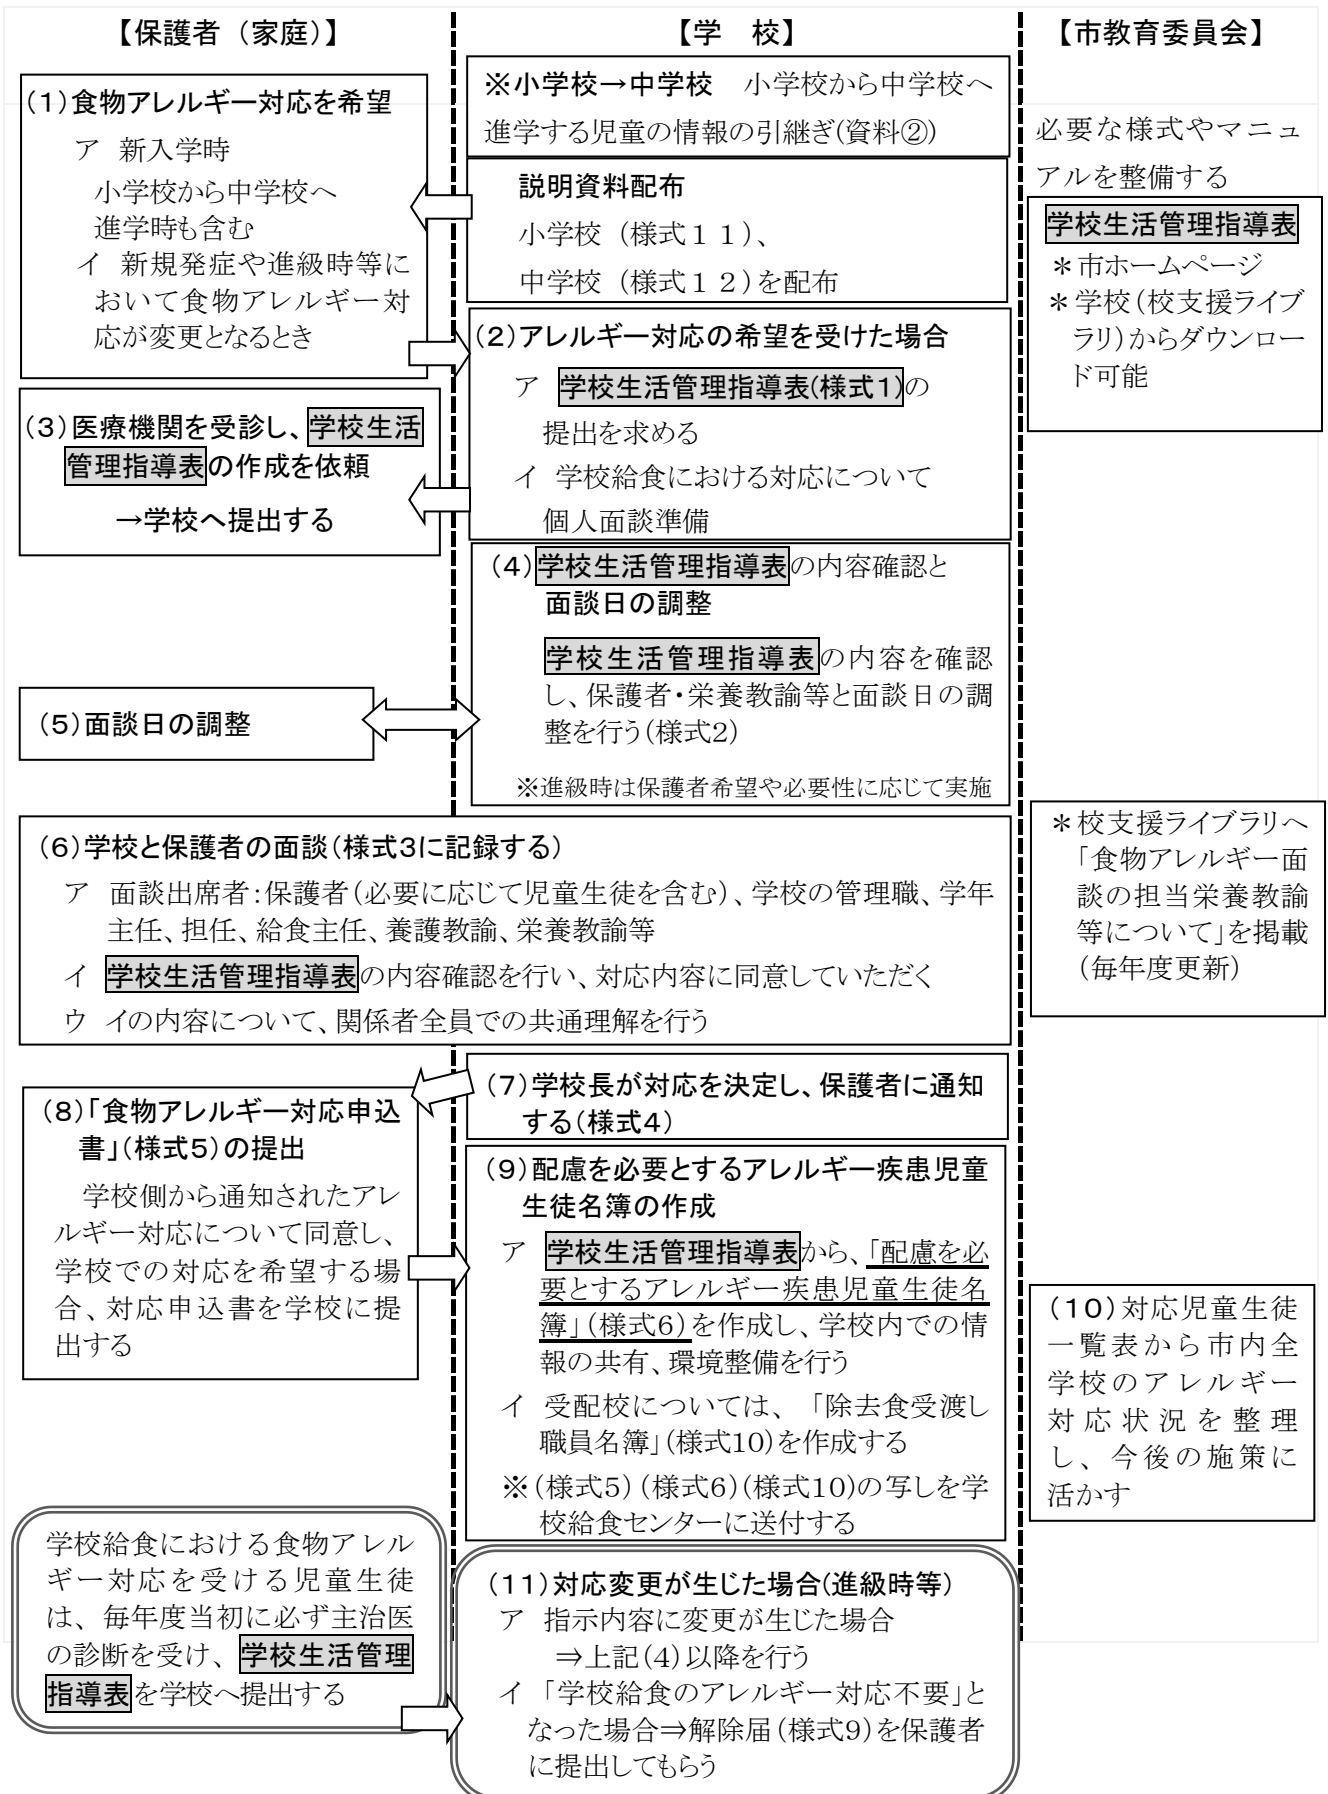 【保護者（家庭）】
【学　校】
【市教育委員会】
(1)食物アレルギー対応を希望
ア 新入学時
小学校から中学校へ
進学時も含む
イ 新規発症や進級時等に
おいて食物アレルギー対
応が変更となるとき
※小学校→中学校　小学校から中学校へ
進学する児童の情報の引継ぎ(資料②)
説明資料配布
小学校（様式１１）、
中学校（様式１２）を配布
(2)アレルギー対応の希望を受けた場合
ア 学校生活管理指導表(様式1)の
提出を求める
イ 学校給食における対応について
個人面談準備
(3)医療機関を受診し、学校生活
管理指導表の作成を依頼
→学校へ提出する
(4)学校生活管理指導表の内容確認と
面談日の調整
学校生活管理指導表の内容を確認
し、保護者・栄養教諭等と面談日の調
整を行う(様式2)
※進級時は保護者希望や必要性に応じて実施
(5)面談日の調整
必要な様式やマニュ
アルを整備する
学校生活管理指導表
＊市ホームページ
＊学校(校支援ライブ
ラリ)からダウンロー
ド可能
(6)学校と保護者の面談(様式3に記録する)
ア 面談出席者:保護者(必要に応じて児童生徒を含む)、学校の管理職、学年
主任、担任、給食主任、養護教諭、栄養教諭等
イ 学校生活管理指導表の内容確認を行い、対応内容に同意していただく
ウ イの内容について、関係者全員での共通理解を行う
＊校支援ライブラリへ
「食物アレルギー面
談の担当栄養教諭
等について」を掲載
(毎年度更新)
(7)学校長が対応を決定し、保護者に通知
する(様式4)
(8)「食物アレルギー対応申込
書」(様式5)の提出
学校側から通知されたアレ
ルギー対応について同意し、
学校での対応を希望する場
合、対応申込書を学校に提
出する
(9)配慮を必要とするアレルギー疾患児童
生徒名簿の作成
ア 学校生活管理指導表から、「配慮を必
要とするアレルギー疾患児童生徒名
簿」(様式6)を作成し、学校内での情
報の共有、環境整備を行う
イ 受配校については、「除去食受渡し
職員名簿」(様式10)を作成する
※(様式5)(様式6)(様式10)の写しを学
校給食センターに送付する
(10)対応児童生徒
一覧表から市内全
学校のアレルギー
対応状況を整理
し、今後の施策に
活かす
学校給食における食物アレル
ギー対応を受ける児童生徒
は、毎年度当初に必ず主治医
の診断を受け、学校生活管理
指導表を学校へ提出する
(11)対応変更が生じた場合(進級時等)
ア 指示内容に変更が生じた場合
⇒上記(4)以降を行う
イ 「学校給食のアレルギー対応不要」と
なった場合⇒解除届(様式9)を保護者
に提出してもらう